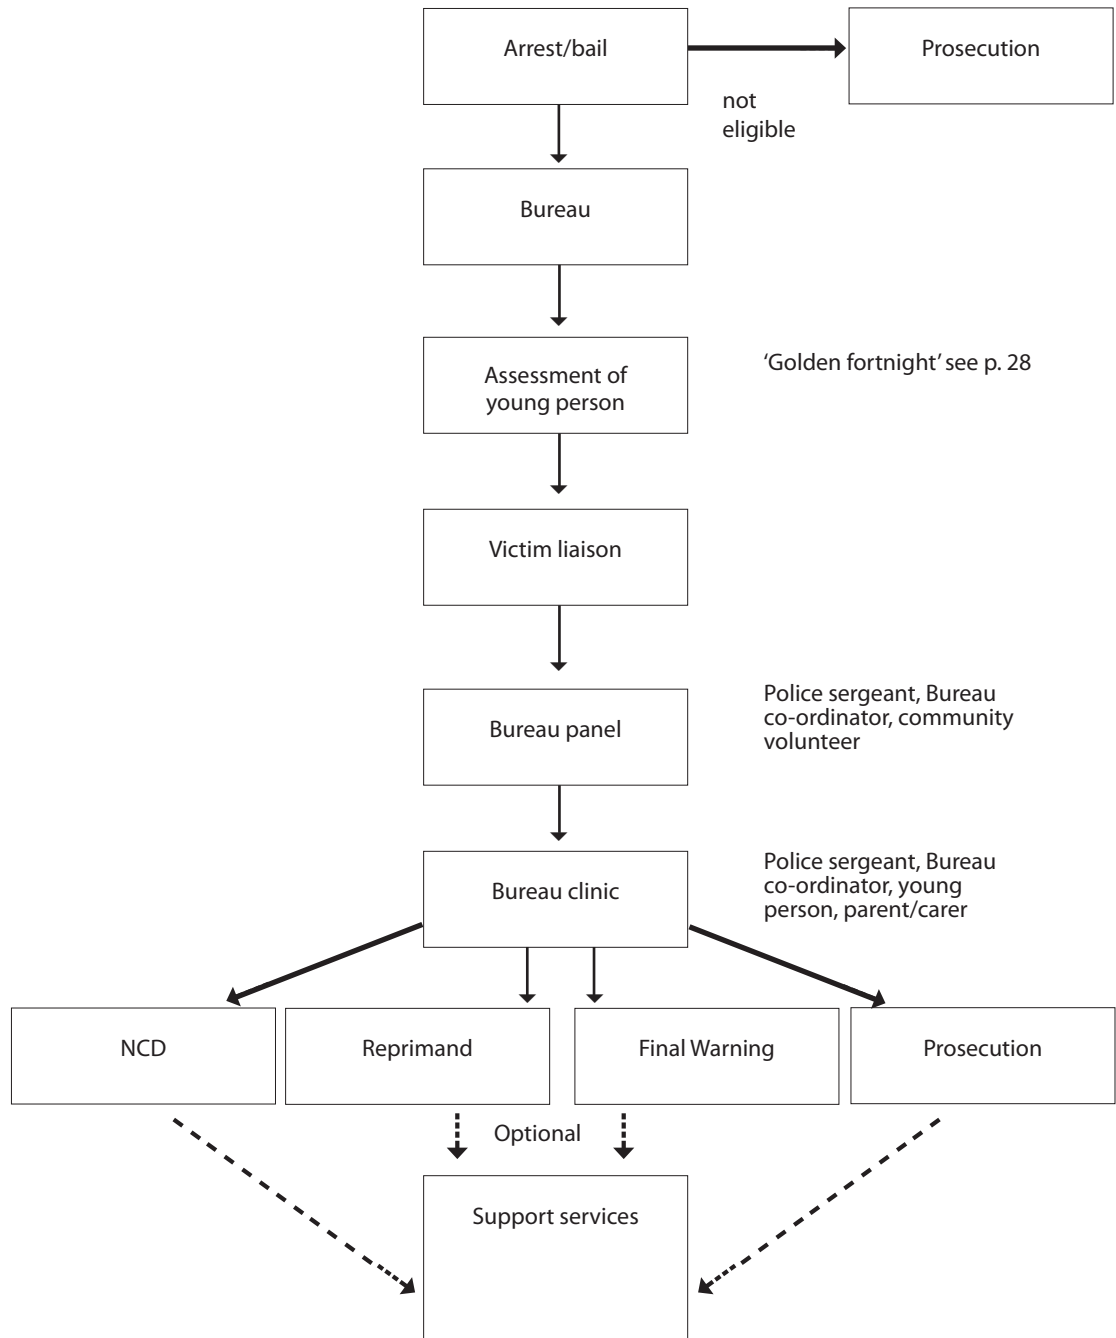 Arrest/bail
Prosecution
not
eligible
Bureau
Assessment of
young person
‘Golden fortnight’ see p. 28
Victim liaison
Bureau panel
Police sergeant, Bureau
co-ordinator, community
volunteer
Bureau clinic
Police sergeant, Bureau
co-ordinator, young
person, parent/carer
NCD
Reprimand
Final Warning
Prosecution
Optional
Support services